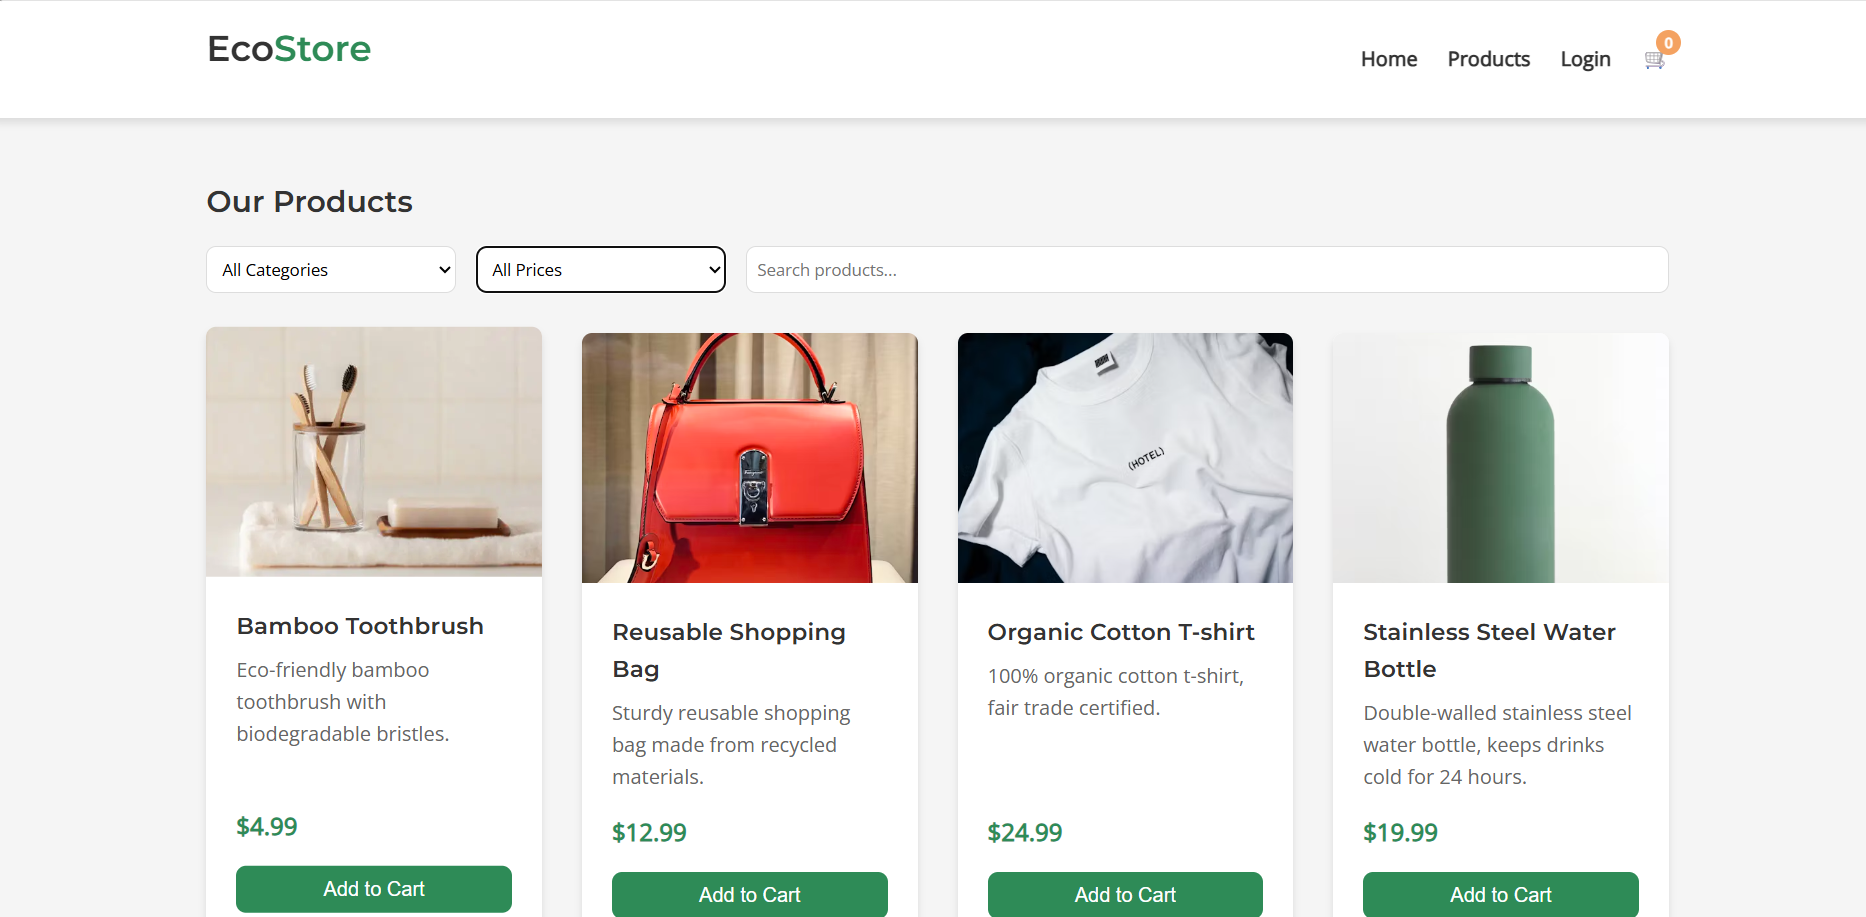 EcoStore
Home Products Login 0
Our Products
All Categories All Prices Search products...
(HOTEL)
Bamboo Toothbrush
Eco-friendly bamboo
toothbrush with
biodegradable bristles.
$4.99
Add to Cart
Reusable Shopping
Bag
Sturdy reusable shopping
bag made from recycled
materials.
$12.99
Add to Cart
Organic Cotton T-shirt
100% organic cotton t-shirt,
fair trade certified.
$24.99
Add to Cart
Stainless Steel Water
Bottle
Double-walled stainless steel
water bottle, keeps drinks
cold for 24 hours.
$19.99
Add to Cart